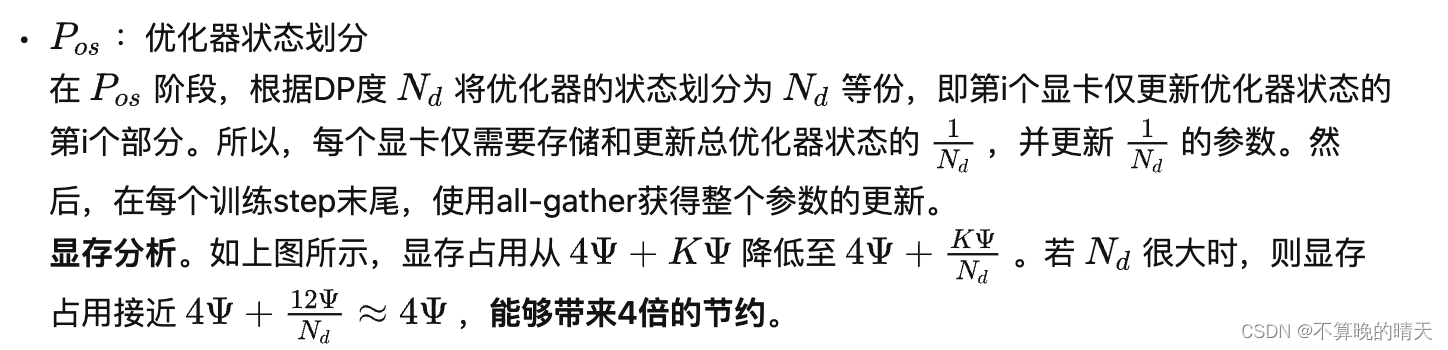 • $P_{os}$ ：优化器状态划分
在 $P_{os}$ 阶段，根据DP度 $N_d$ 将优化器的状态划分为 $N_d$ 等份，即第i个显卡仅更新优化器状态的
第i个部分。所以，每个显卡仅需要存储和更新总优化器状态的 $\frac{1}{N_d}$ ，并更新 $\frac{1}{N_d}$ 的参数。然
后，在每个训练step末尾，使用all-gather获得整个参数的更新。
显存分析。如上图所示，显存占用从 $4\Psi + K\Psi$ 降低至 $4\Psi + \frac{K\Psi}{N_d}$ 。若 $N_d$ 很大时，则显存
占用接近 $4\Psi + \frac{12\Psi}{N_d} \approx 4\Psi$ ，能够带来4倍的节约。
CSDN @不算晚的晴天